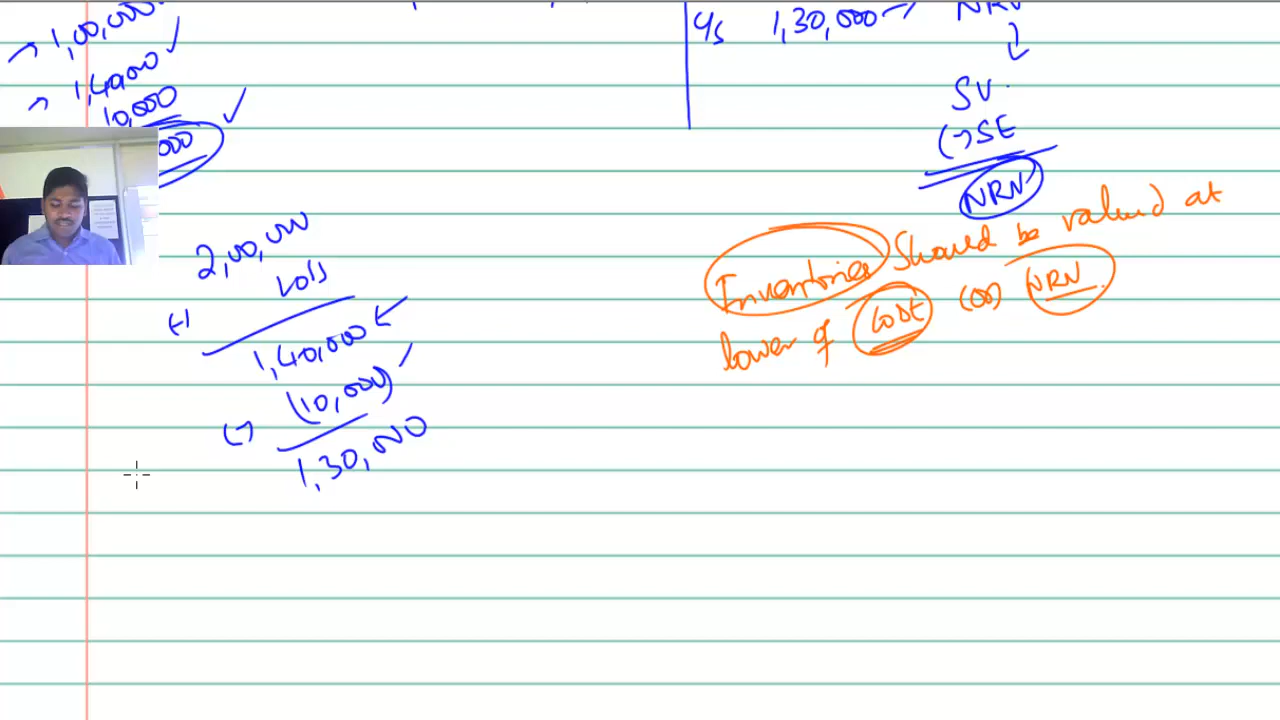 → 1,00,000
→ 1,40,000 ✓
10,000
000 ✓
C/s 1,30,000 → NRV
SV
(-) SE
NRV
2,00,000
(-) Loss
1,40,000
(-) (10,000)
1,30,000
Inventories should be valued at
lower of Cost (or) NRV.